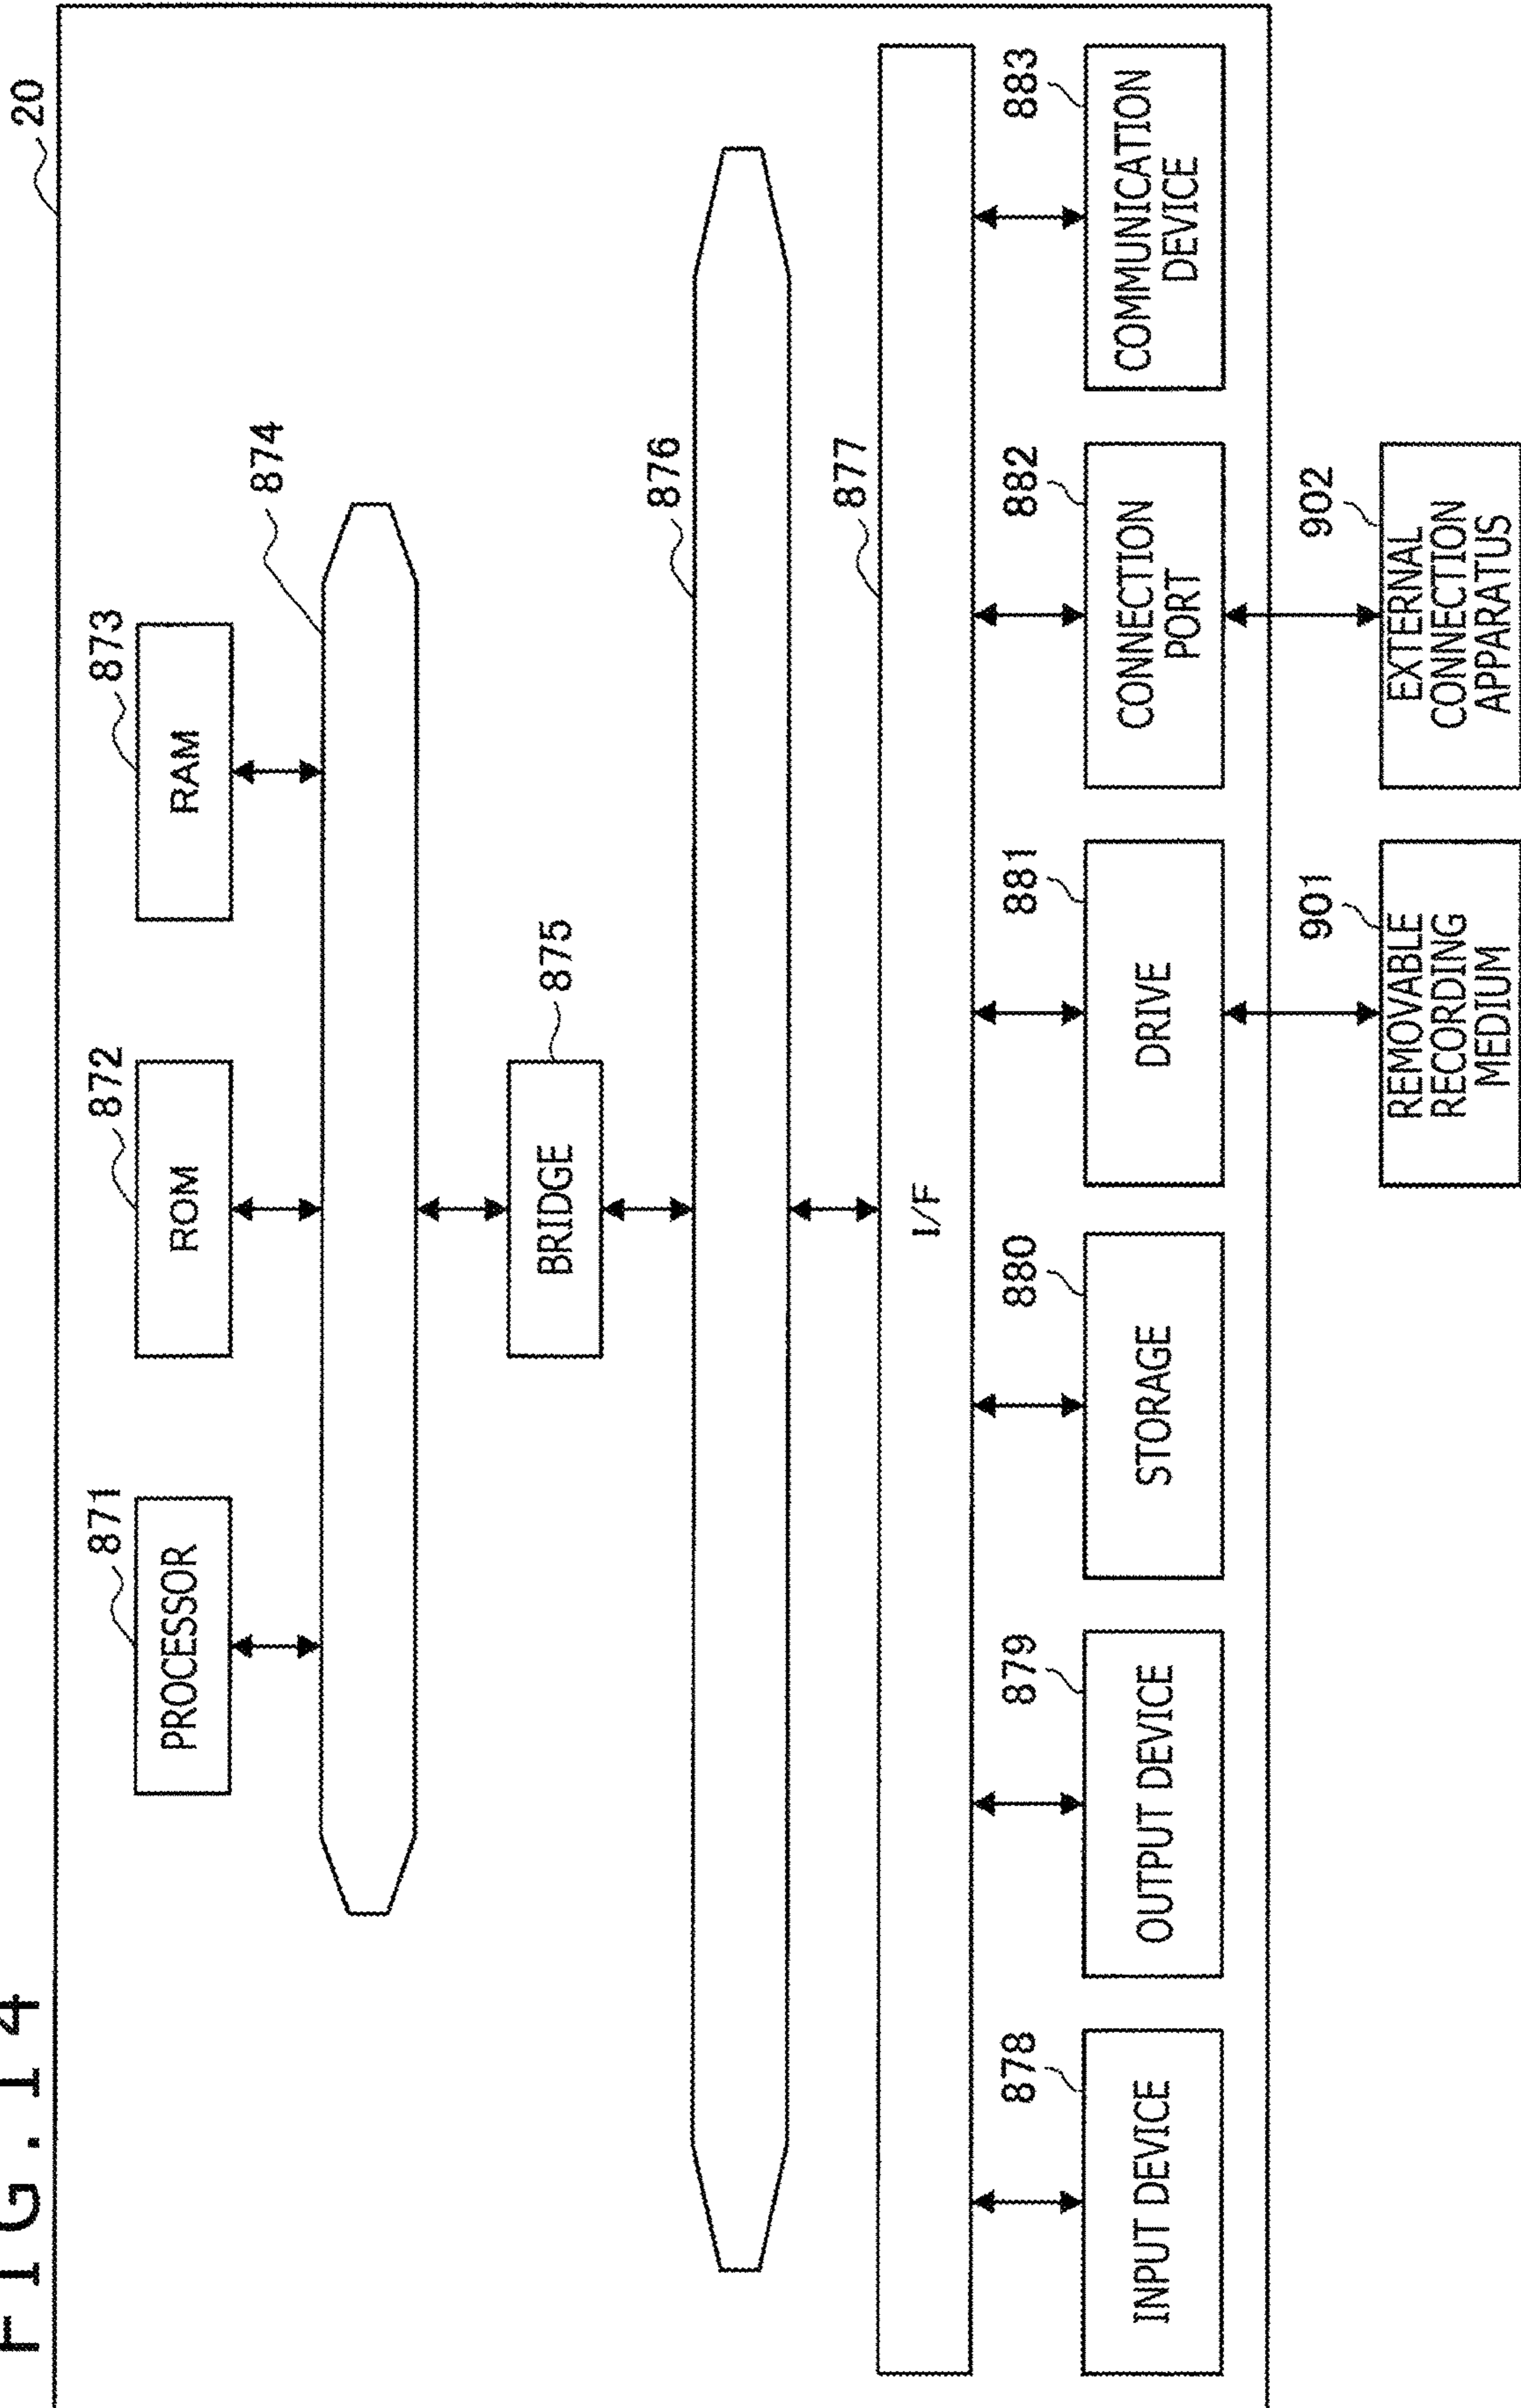 FIG. 14
20
871
872
873
PROCESSOR
ROM
RAM
874
BRIDGE
875
876
877
I/F
878
879
880
881
882
883
INPUT DEVICE
OUTPUT DEVICE
STORAGE
DRIVE
CONNECTION
PORT
COMMUNICATION
DEVICE
901
902
REMOVABLE
RECORDING
MEDIUM
EXTERNAL
CONNECTION
APPARATUS